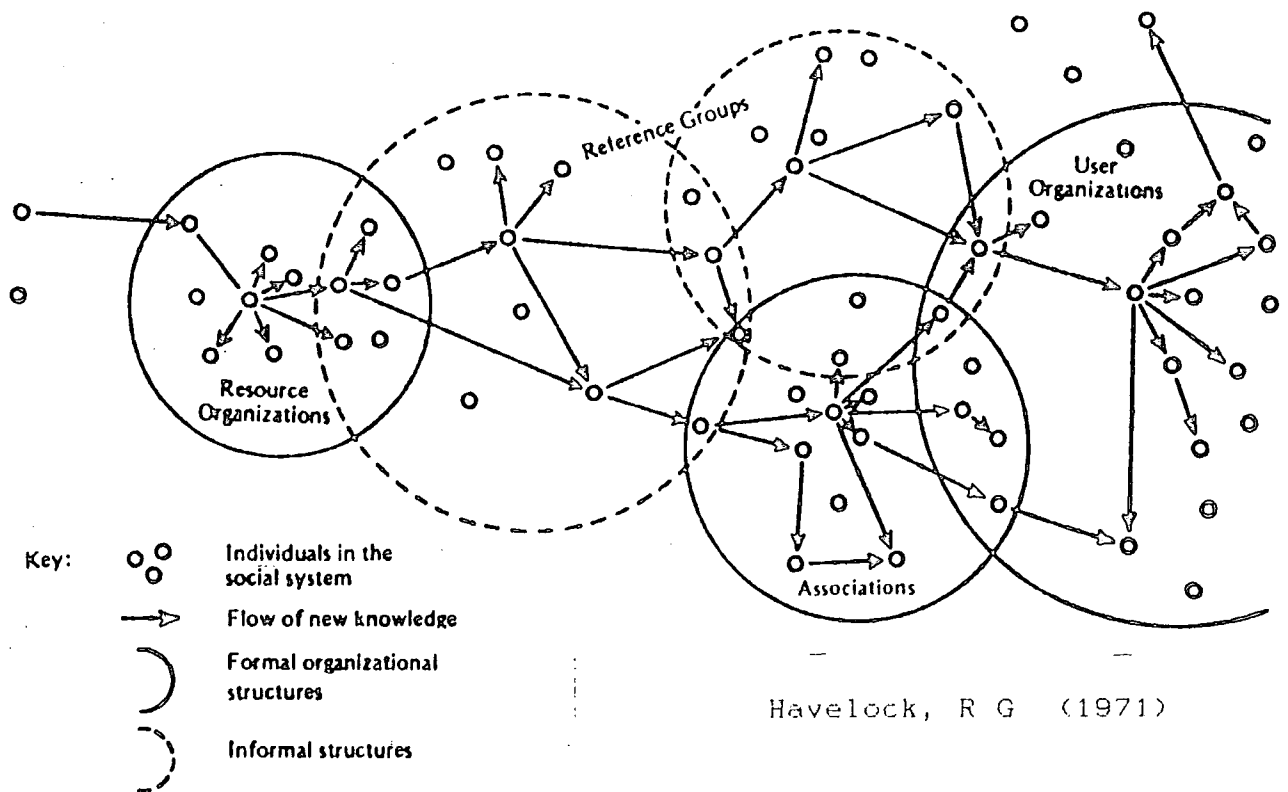 Reference Groups
User
Organizations
Resource
Organizations
Associations
Key:
Individuals in the
social system
Flow of new knowledge
Formal organizational
structures
Informal structures
Havelock, R G (1971)